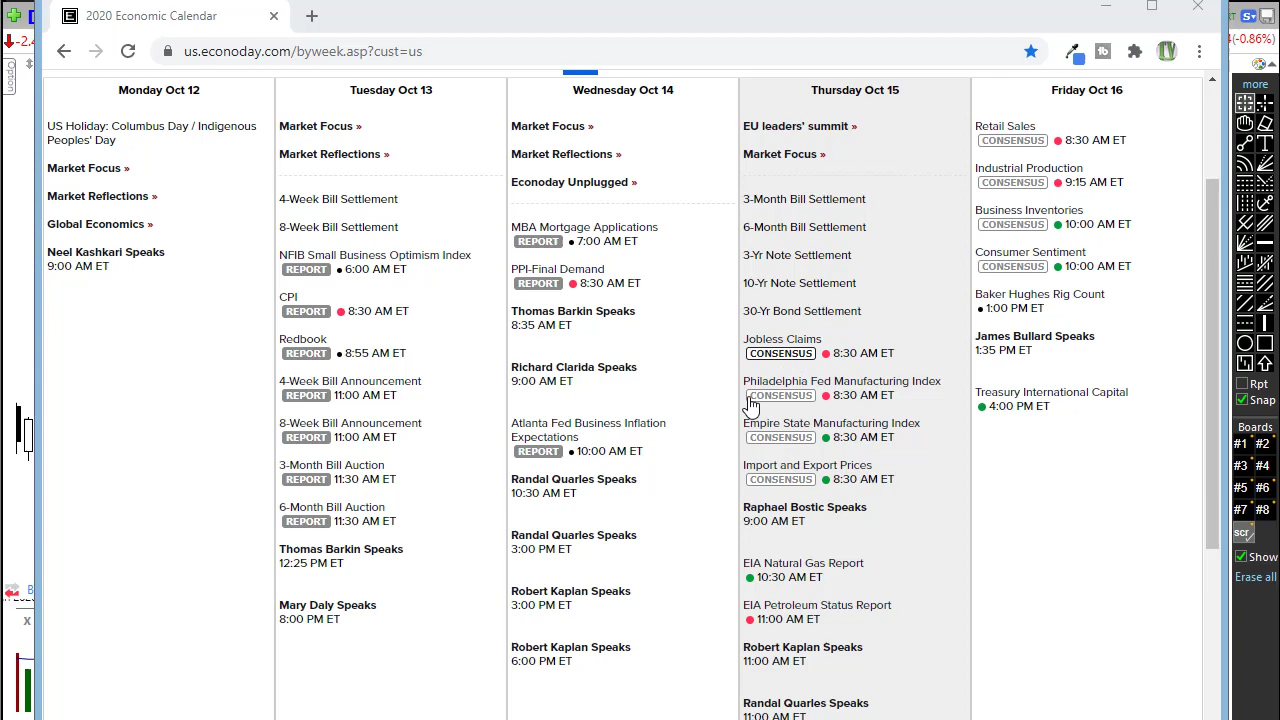 2020 Economic Calendar
us.econoday.com/byweek.asp?cust=us
(-0.86%)
Option
more
Monday Oct 12
US Holiday: Columbus Day / Indigenous
Peoples' Day
Market Focus »
Market Reflections »
Global Economics »
Neel Kashkari Speaks
9:00 AM ET
Tuesday Oct 13
Market Focus »
Market Reflections »
4-Week Bill Settlement
8-Week Bill Settlement
NFIB Small Business Optimism Index
REPORT 6:00 AM ET
CPI
REPORT 8:30 AM ET
Redbook
REPORT 8:55 AM ET
4-Week Bill Announcement
REPORT 11:00 AM ET
8-Week Bill Announcement
REPORT 11:00 AM ET
3-Month Bill Auction
REPORT 11:30 AM ET
6-Month Bill Auction
REPORT 11:30 AM ET
Thomas Barkin Speaks
12:25 PM ET
Mary Daly Speaks
8:00 PM ET
Wednesday Oct 14
Market Focus »
Market Reflections »
Econoday Unplugged »
MBA Mortgage Applications
REPORT 7:00 AM ET
PPI-Final Demand
REPORT 8:30 AM ET
Thomas Barkin Speaks
8:35 AM ET
Richard Clarida Speaks
9:00 AM ET
Atlanta Fed Business Inflation
Expectations
REPORT 10:00 AM ET
Randal Quarles Speaks
10:30 AM ET
Randal Quarles Speaks
3:00 PM ET
Robert Kaplan Speaks
3:00 PM ET
Robert Kaplan Speaks
6:00 PM ET
Thursday Oct 15
EU leaders' summit »
Market Focus »
3-Month Bill Settlement
6-Month Bill Settlement
3-Yr Note Settlement
10-Yr Note Settlement
30-Yr Bond Settlement
Jobless Claims
CONSENSUS 8:30 AM ET
Philadelphia Fed Manufacturing Index
CONSENSUS 8:30 AM ET
Empire State Manufacturing Index
CONSENSUS 8:30 AM ET
Import and Export Prices
CONSENSUS 8:30 AM ET
Raphael Bostic Speaks
9:00 AM ET
EIA Natural Gas Report
10:30 AM ET
EIA Petroleum Status Report
11:00 AM ET
Robert Kaplan Speaks
11:00 AM ET
Randal Quarles Speaks
11:00 AM ET
Friday Oct 16
Retail Sales
CONSENSUS 8:30 AM ET
Industrial Production
CONSENSUS 9:15 AM ET
Business Inventories
CONSENSUS 10:00 AM ET
Consumer Sentiment
CONSENSUS 10:00 AM ET
Baker Hughes Rig Count
1:00 PM ET
James Bullard Speaks
1:35 PM ET
Treasury International Capital
4:00 PM ET
Rpt
Snap
Boards
#1 #2
#3 #4
#5 #6
#7 #8
scr
Show
Erase all